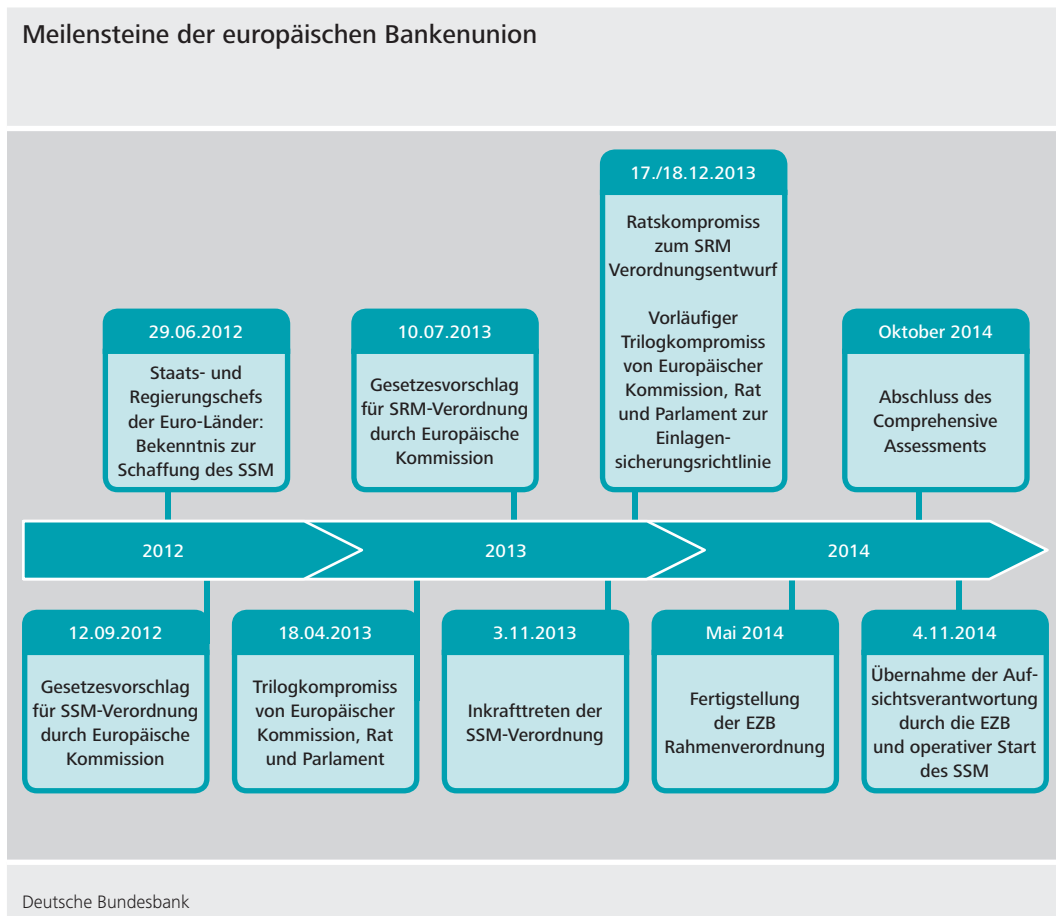 Meilensteine der europäischen Bankenunion
29.06.2012
Staats- und
Regierungschefs
der Euro-Länder:
Bekenntnis zur
Schaffung des SSM
10.07.2013
Gesetzesvorschlag
für SRM-Verordnung
durch Europäische
Kommission
17./18.12.2013
Ratskompromiss
zum SRM
Verordnungsentwurf
Vorläufiger
Trilogkompromiss
von Europäischer
Kommission, Rat
und Parlament zur
Einlagen-
sicherungsrichtlinie
Oktober 2014
Abschluss des
Comprehensive
Assessments
2012
2013
2014
12.09.2012
Gesetzesvorschlag
für SSM-Verordnung
durch Europäische
Kommission
18.04.2013
Trilogkompromiss
von Europäischer
Kommission, Rat
und Parlament
3.11.2013
Inkrafttreten der
SSM-Verordnung
Mai 2014
Fertigstellung
der EZB
Rahmenverordnung
4.11.2014
Übernahme der Auf-
sichtsverantwortung
durch die EZB
und operativer Start
des SSM
Deutsche Bundesbank